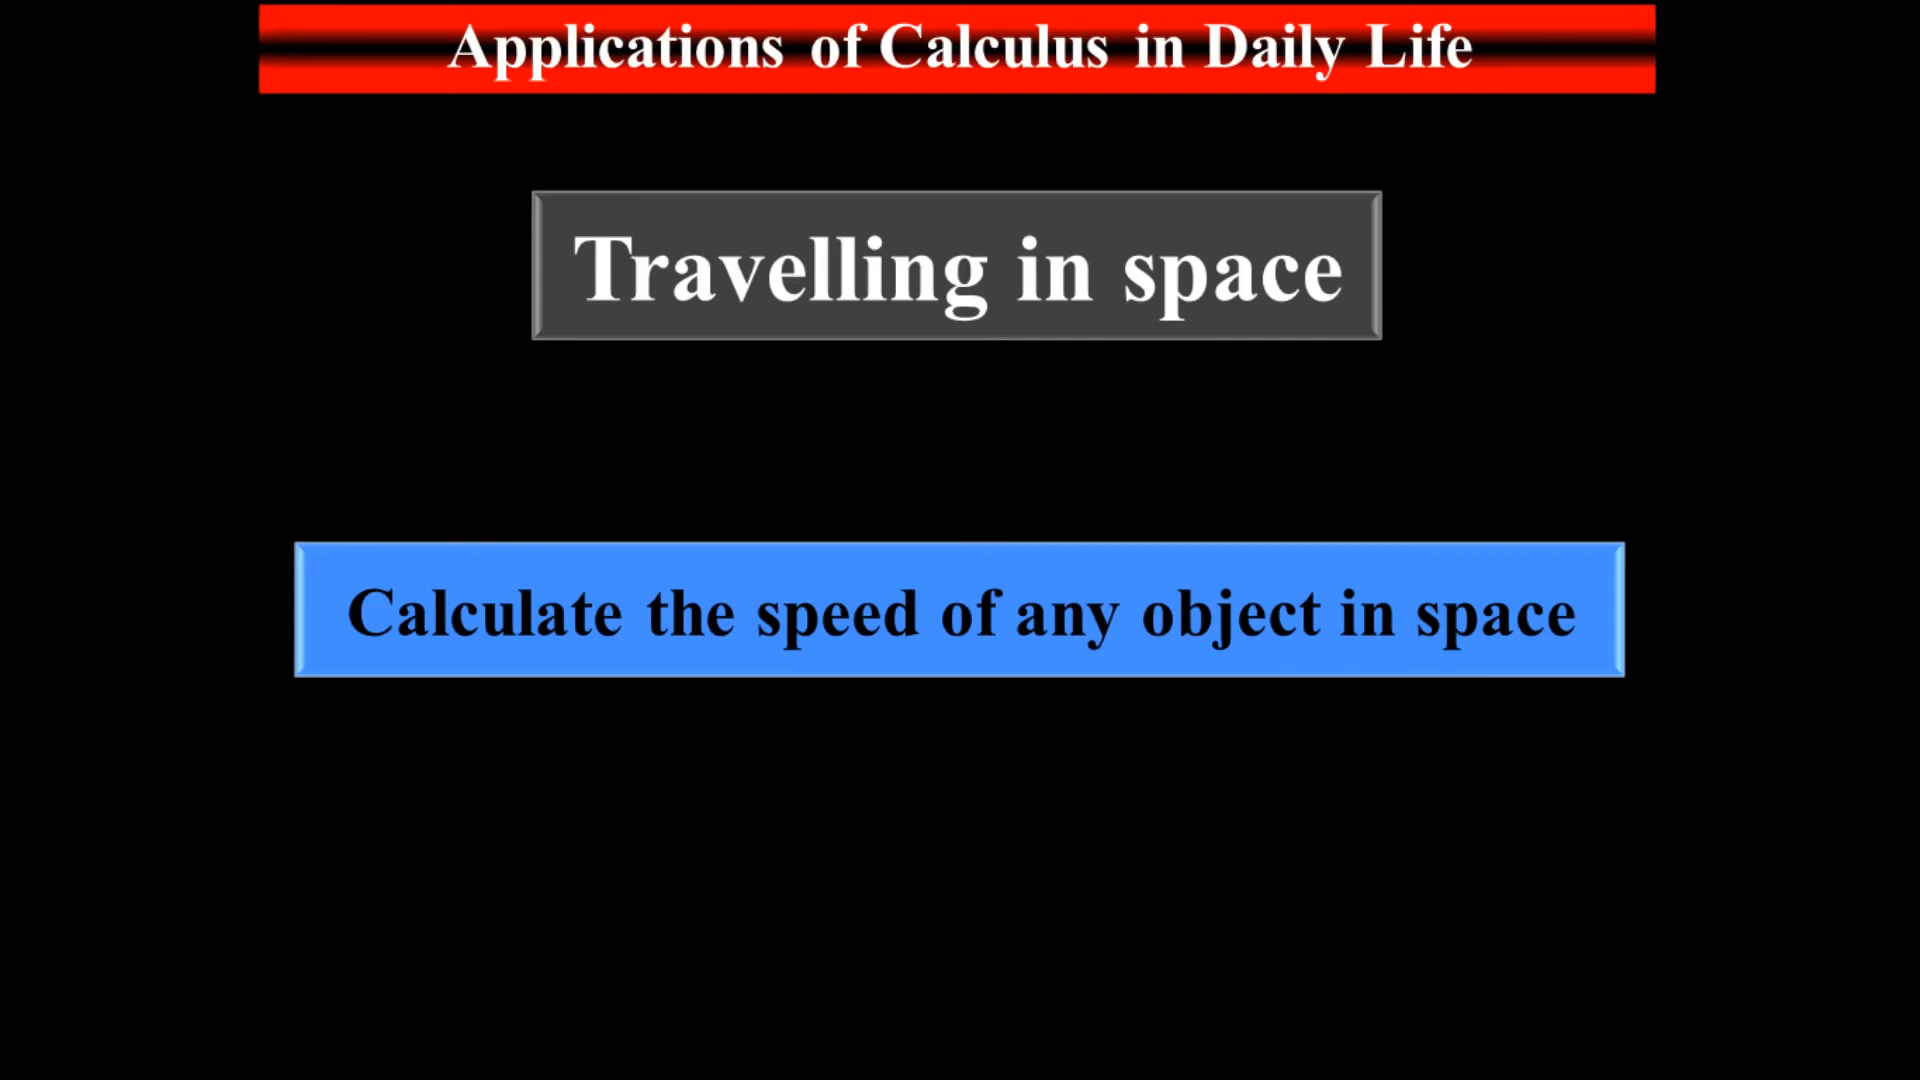 Applications of Calculus in Daily Life
Travelling in space
Calculate the speed of any object in space